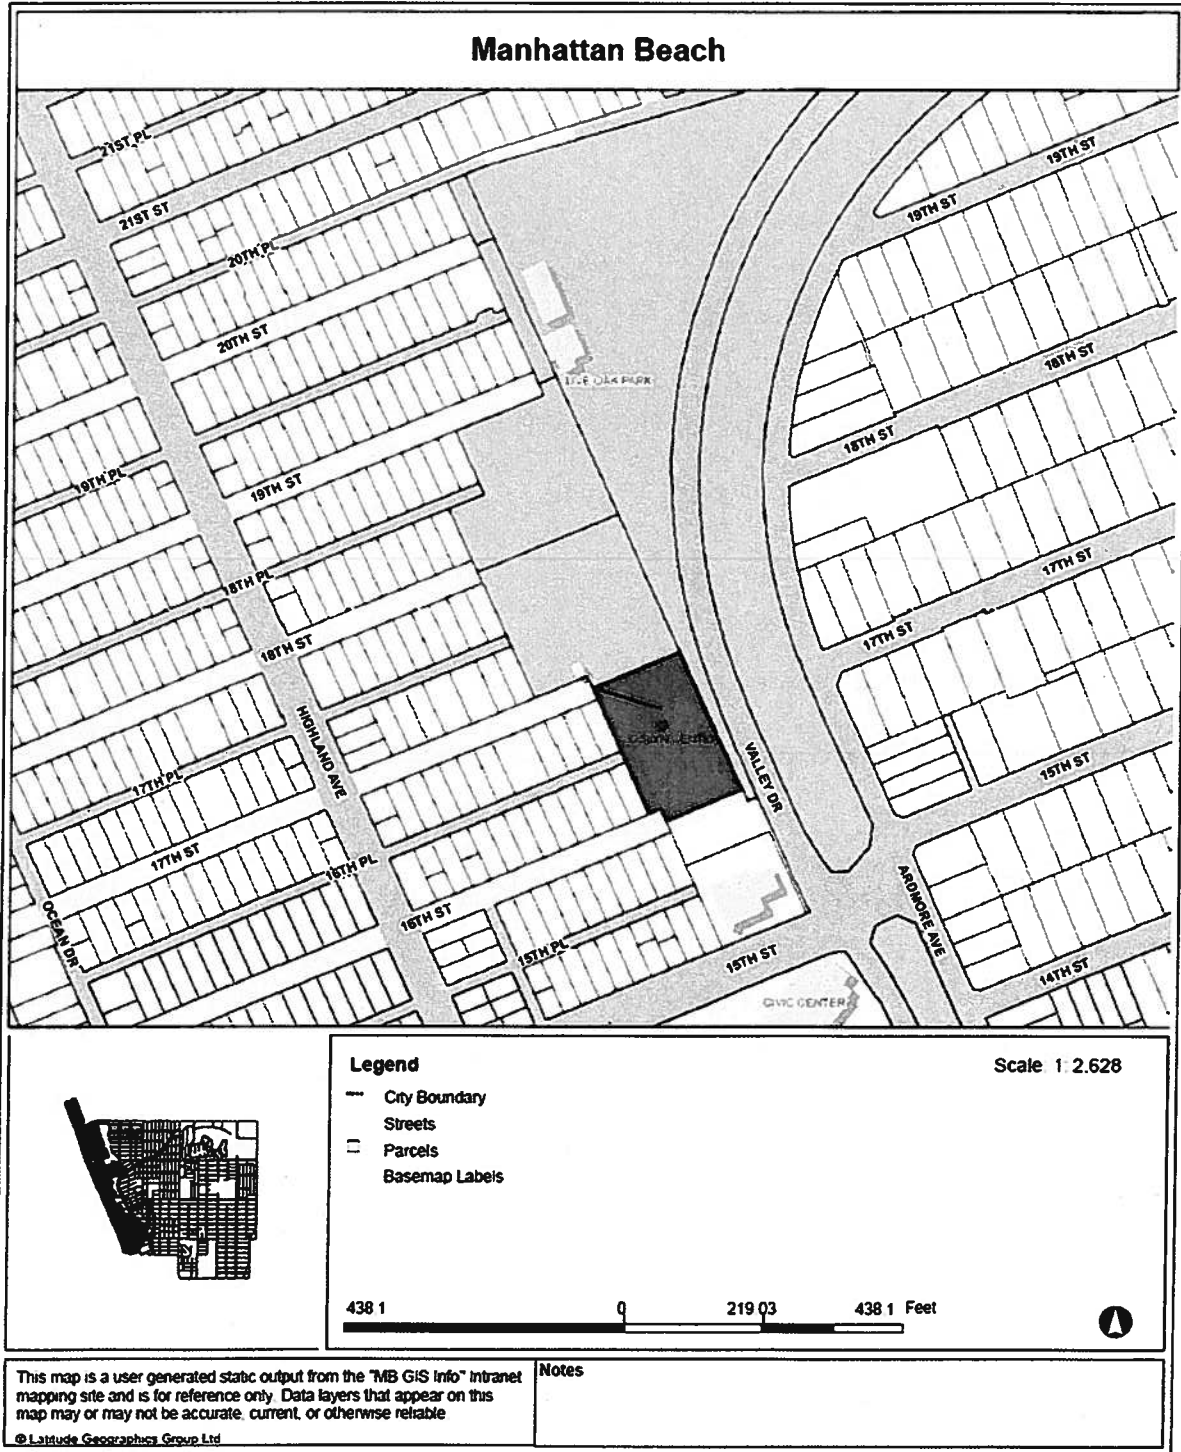 Manhattan Beach
21ST PL
21ST ST
20TH PL
20TH ST
19TH PL
19TH ST
18TH PL
18TH ST
17TH PL
17TH ST
16TH PL
16TH ST
15TH PL
15TH ST
HIGHLAND AVE
OCEAN DR
VALLEY DR
ARDMORE AVE
LIVE OAK PARK
CIVIC CENTER
19TH ST
19TH ST
18TH ST
18TH ST
17TH ST
17TH ST
15TH ST
14TH ST
Legend
City Boundary
Streets
Parcels
Basemap Labels
Scale 1: 2.628
438 1 0 219 03 438 1 Feet
This map is a user generated static output from the "MB GIS Info" Intranet
mapping site and is for reference only. Data layers that appear on this
map may or may not be accurate, current, or otherwise reliable
© Latitude Geographics Group Ltd
Notes